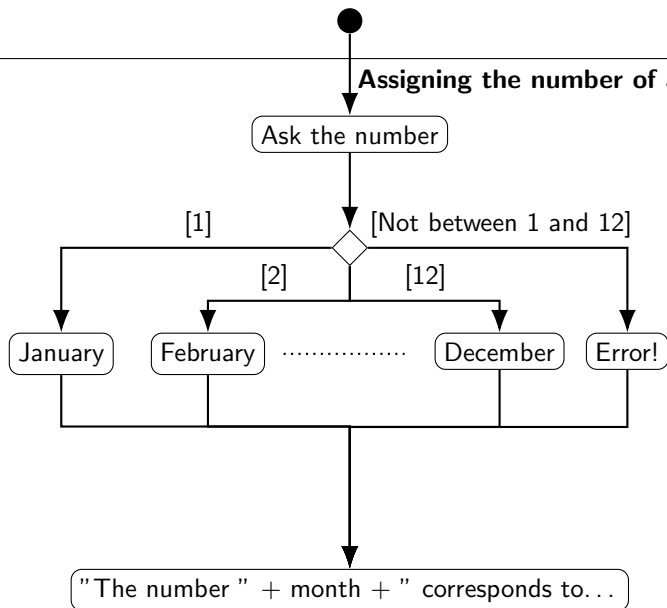 Assigning the number of
Ask the number
[1]
[Not between 1 and 12]
[2]
[12]
January
February
..................
December
Error!
"The number " + month + " corresponds to...